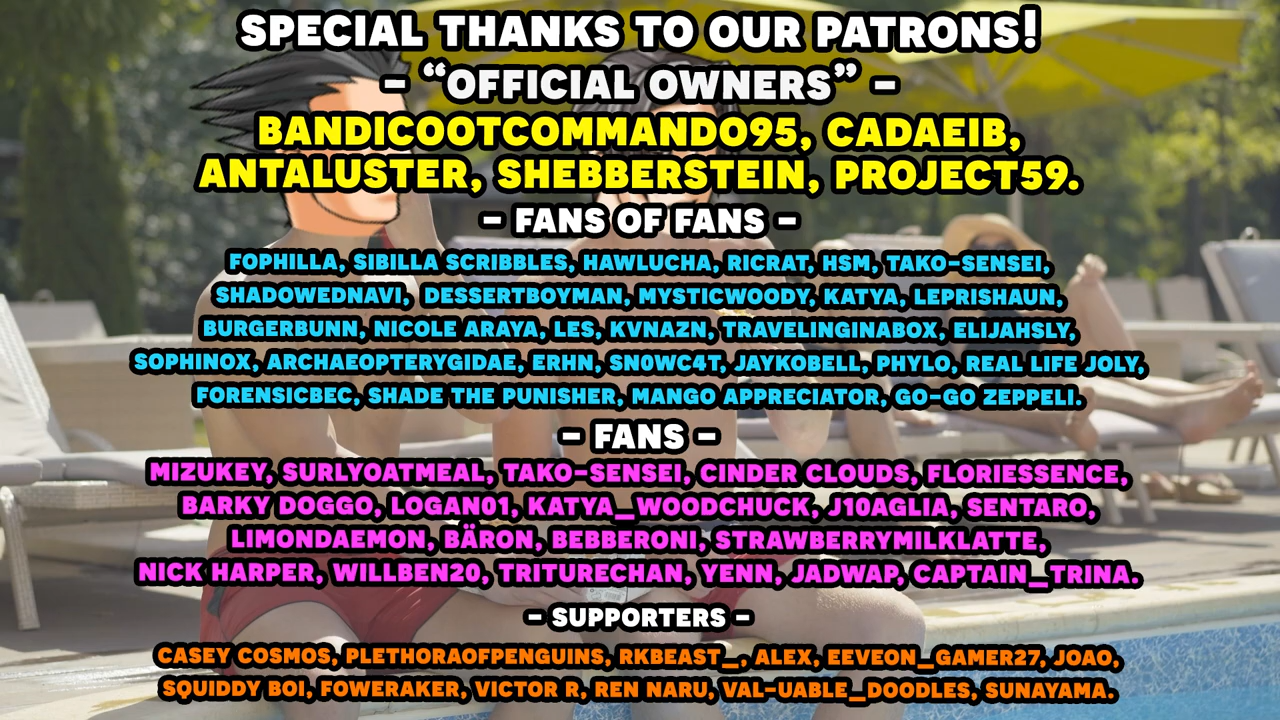 SPECIAL THANKS TO OUR PATRONS!
- “OFFICIAL OWNERS” -
BANDICOOTCOMMANDO95, CADAEIB,
ANTALUSTER, SHEBBERSTEIN, PROJECT59.
- FANS OF FANS -
FOPHILLA, SIBILLA SCRIBBLES, HAWLUCHA, RICRAT, HSM, TAKO-SENSEI,
SHADOWEDNAVI, DESSERTBOYMAN, MYSTICWOODY, KATYA, LEPRISHAUN,
BURGERBUNN, NICOLE ARAYA, LES, KVNAZN, TRAVELINGINABOX, ELIJAHSLY,
SOPHINOX, ARCHAEOPTERYGIDAE, ERHN, SN0WC4T, JAYKOBELL, PHYLO, REAL LIFE JOLY,
FORENSICBEC, SHADE THE PUNISHER, MANGO APPRECIATOR, GO-GO ZEPPELI.
- FANS -
MIZUKEY, SURLYOATMEAL, TAKO-SENSEI, CINDER CLOUDS, FLORIESSENCE,
BARKY DOGGO, LOGAN01, KATYA_WOODCHUCK, J10AGLIA, SENTARO,
LIMONDAEMON, BÄRON, BEBBERONI, STRAWBERRYMILKLATTE,
NICK HARPER, WILLBEN20, TRITURECHAN, YENN, JADWAP, CAPTAIN_TRINA.
- SUPPORTERS -
CASEY COSMOS, PLETHORAOFPENGUINS, RKBEAST_, ALEX, EEVEON_GAMER27, JOAO,
SQUIDDY BOI, FOWERAKER, VICTOR R, REN NARU, VAL-UABLE_DOODLES, SUNAYAMA.